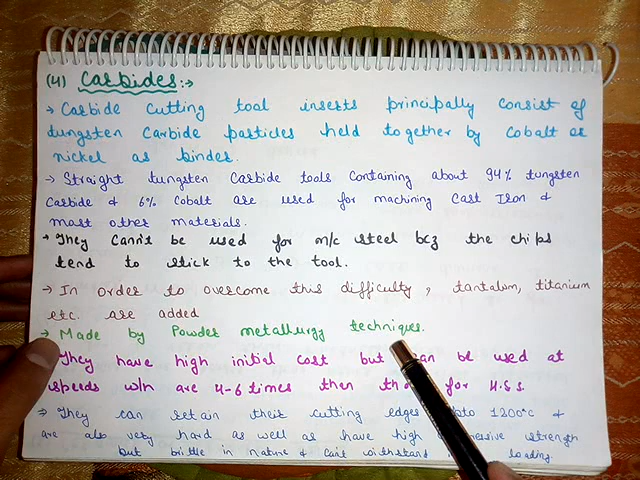 (4) Carbides:→
→ Carbide cutting tool inserts principally consist of
tungsten carbide particles held together by cobalt or
nickel as binder.
→ Straight tungsten carbide tools containing about 94% tungsten
carbide & 6% cobalt are used for machining cast Iron &
most other materials.
→ They cann't be used for m/c steel bcz the chips
tend to stick to the tool.
→ In order to overcome this difficulty, tantalum, titanium
etc. are added
→ Made by Powder metallurgy techniques.
They have high initial cost but can be used at
speeds w/h are 4-6 times then for H.S.S.
→ They can retain their cutting edges upto 1200°c &
are also very hard as well as have high strength
but brittle in nature & can't withstand loading.